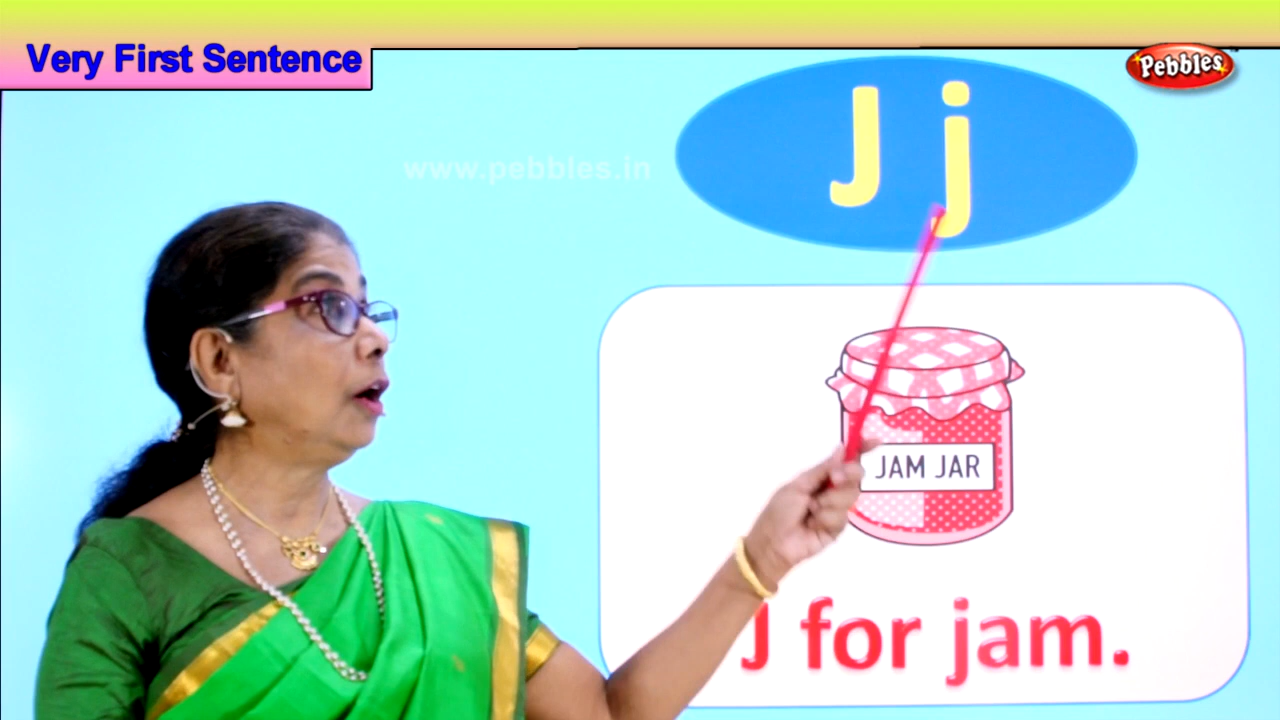 Very First Sentence
Pebbles
www.pebbles.in
J j
JAM JAR
J for jam.